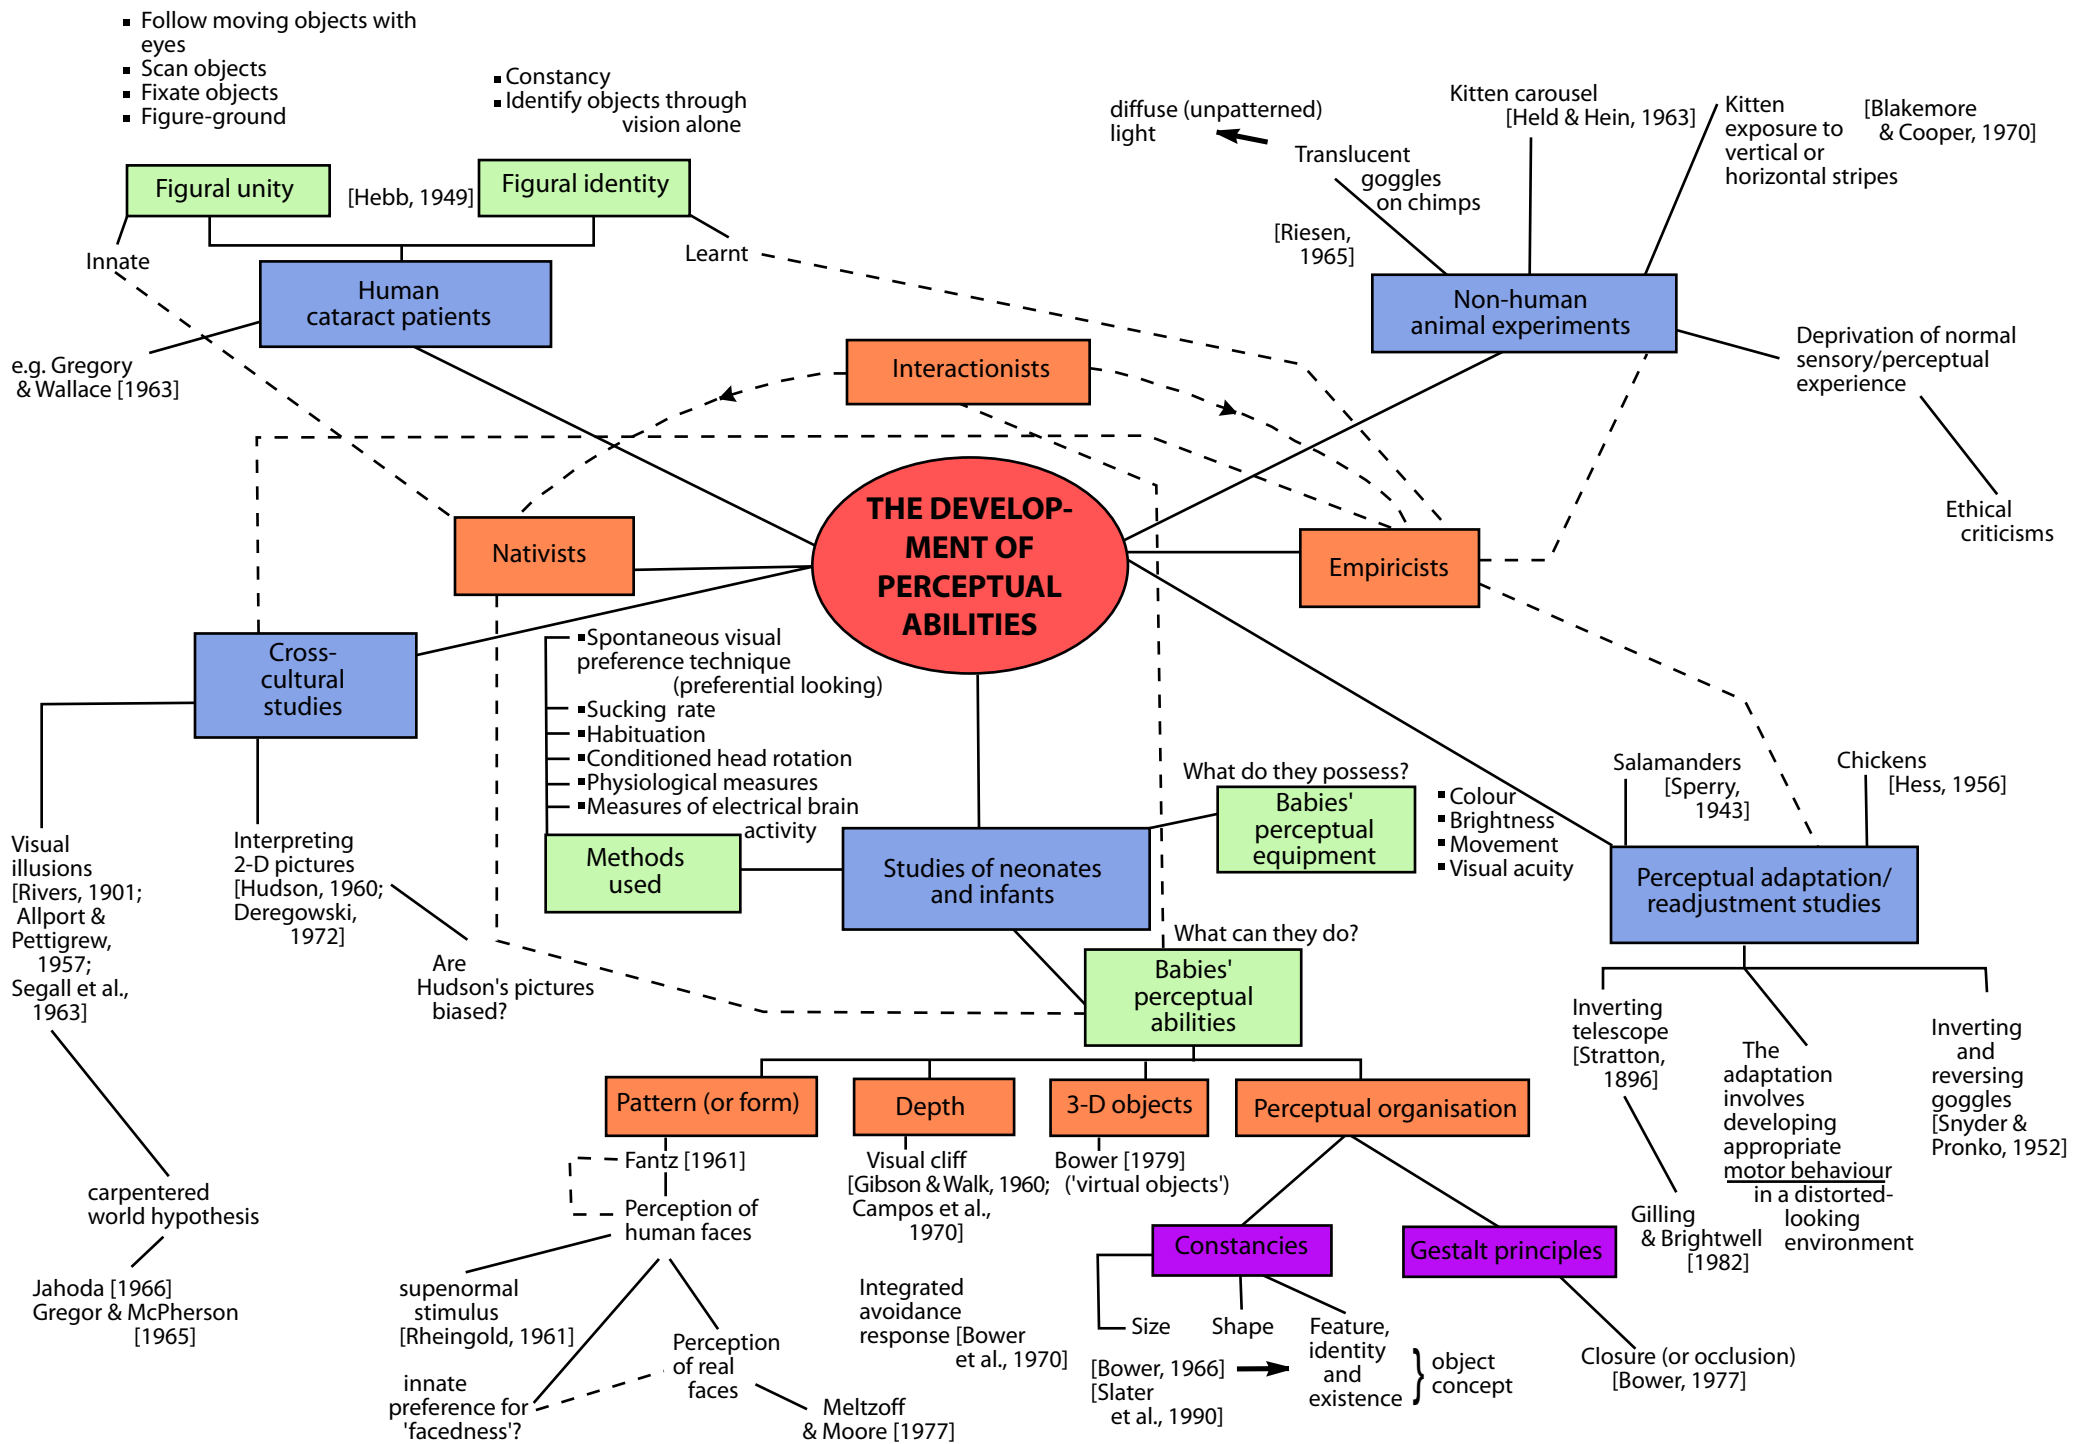 ▪ Follow moving objects with
eyes
▪ Scan objects
▪ Fixate objects
▪ Figure-ground
▪ Constancy
▪ Identify objects through
vision alone
Figural unity
[Hebb, 1949]
Figural identity
Innate
Learnt
Human
cataract patients
e.g. Gregory
& Wallace [1963]
diffuse (unpatterned)
light
Translucent
goggles
on chimps
[Riesen,
1965]
Kitten carousel
[Held & Hein, 1963]
Kitten
exposure to
vertical or
horizontal stripes
[Blakemore
& Cooper, 1970]
Non-human
animal experiments
Deprivation of normal
sensory/perceptual
experience
Ethical
criticisms
Interactionists
Nativists
THE DEVELOP-
MENT OF
PERCEPTUAL
ABILITIES
Empiricists
Cross-
cultural
studies
▪ Spontaneous visual
preference technique
(preferential looking)
▪ Sucking rate
▪ Habituation
▪ Conditioned head rotation
▪ Physiological measures
▪ Measures of electrical brain
activity
Methods
used
Studies of neonates
and infants
What do they possess?
Babies'
perceptual
equipment
▪ Colour
▪ Brightness
▪ Movement
▪ Visual acuity
Salamanders
[Sperry,
1943]
Chickens
[Hess, 1956]
Perceptual adaptation/
readjustment studies
Visual
illusions
[Rivers, 1901;
Allport &
Pettigrew,
1957;
Segall et al.,
1963]
Interpreting
2-D pictures
[Hudson, 1960;
Deregowski,
1972]
Are
Hudson's pictures
biased?
What can they do?
Babies'
perceptual
abilities
Inverting
telescope
[Stratton,
1896]
The
adaptation
involves
developing
appropriate
motor behaviour
in a distorted-
looking
environment
Inverting
and
reversing
goggles
[Snyder &
Pronko, 1952]
Gilling
& Brightwell
[1982]
Pattern (or form)
Depth
3-D objects
Perceptual organisation
Fantz [1961]
Perception of
human faces
Visual cliff
[Gibson & Walk, 1960;
Campos et al.,
1970]
Bower [1979]
('virtual objects')
carpentered
world hypothesis
Jahoda [1966]
Gregor & McPherson
[1965]
supenormal
stimulus
[Rheingold, 1961]
innate
preference for
'facedness'?
Perception
of real
faces
Meltzoff
& Moore [1977]
Integrated
avoidance
response [Bower
et al., 1970]
Constancies
Gestalt principles
Size
Shape
Feature,
identity
and
existence
object
concept
[Bower, 1966]
[Slater
et al., 1990]
Closure (or occlusion)
[Bower, 1977]